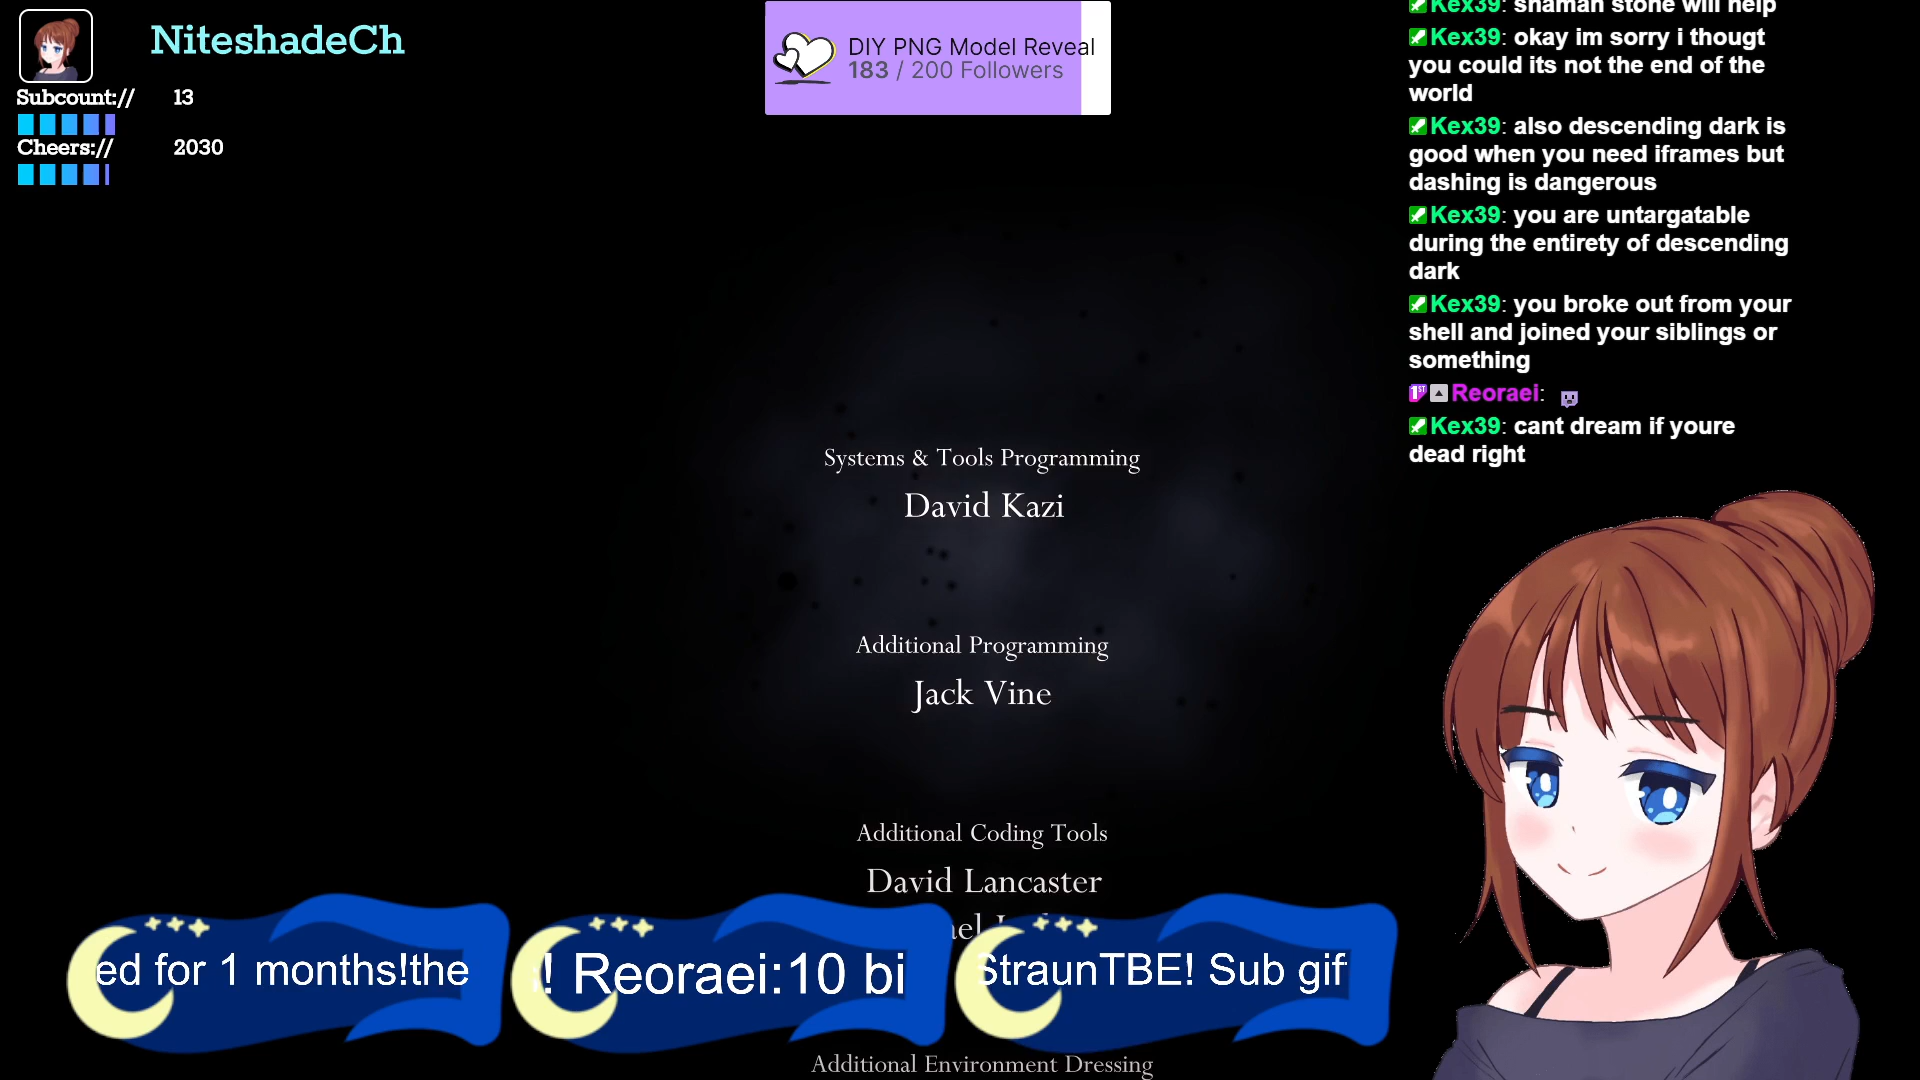 NiteshadeCh
Subcount:// 13
Cheers:// 2030
DIY PNG Model Reveal
183 / 200 Followers
Kex39: shaman stone will help
Kex39: okay im sorry i thougt
you could its not the end of the
world
Kex39: also descending dark is
good when you need iframes but
dashing is dangerous
Kex39: you are untargatable
during the entirety of descending
dark
Kex39: you broke out from your
shell and joined your siblings or
something
1ST Reoraei:
Kex39: cant dream if youre
dead right
Systems & Tools Programming
David Kazi
Additional Programming
Jack Vine
Additional Coding Tools
David Lancaster
ed for 1 months!the
! Reoraei:10 bi
StraunTBE! Sub gif
Additional Environment Dressing